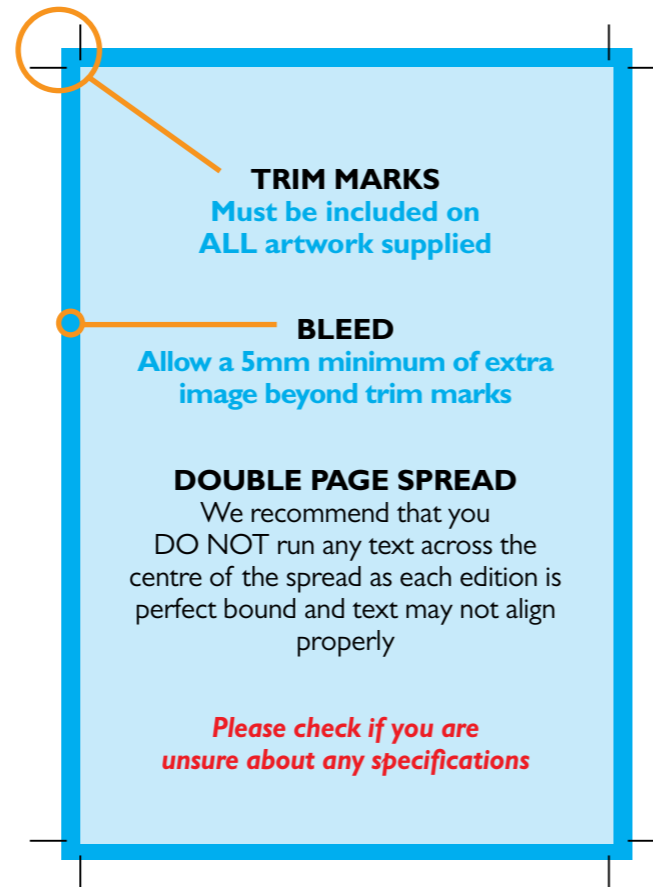 TRIM MARKS
Must be included on
ALL artwork supplied
BLEED
Allow a 5mm minimum of extra
image beyond trim marks
DOUBLE PAGE SPREAD
We recommend that you
DO NOT run any text across the
centre of the spread as each edition is
perfect bound and text may not align
properly
Please check if you are
unsure about any specifications